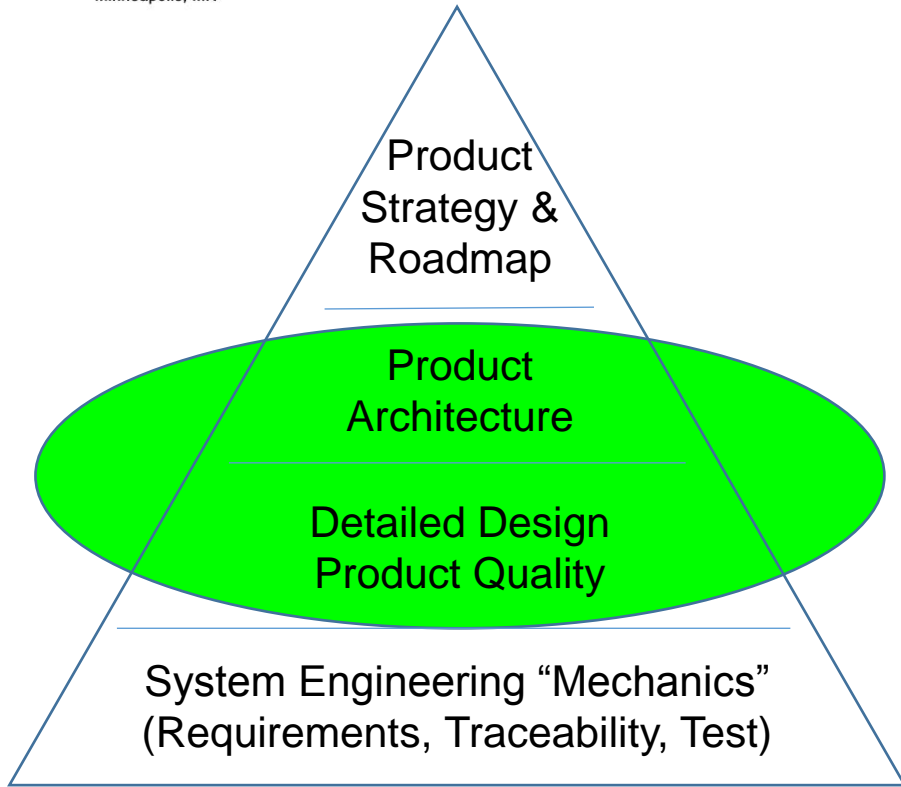 Product
Strategy &
Roadmap
Product
Architecture
Detailed Design
Product Quality
System Engineering “Mechanics”
(Requirements, Traceability, Test)